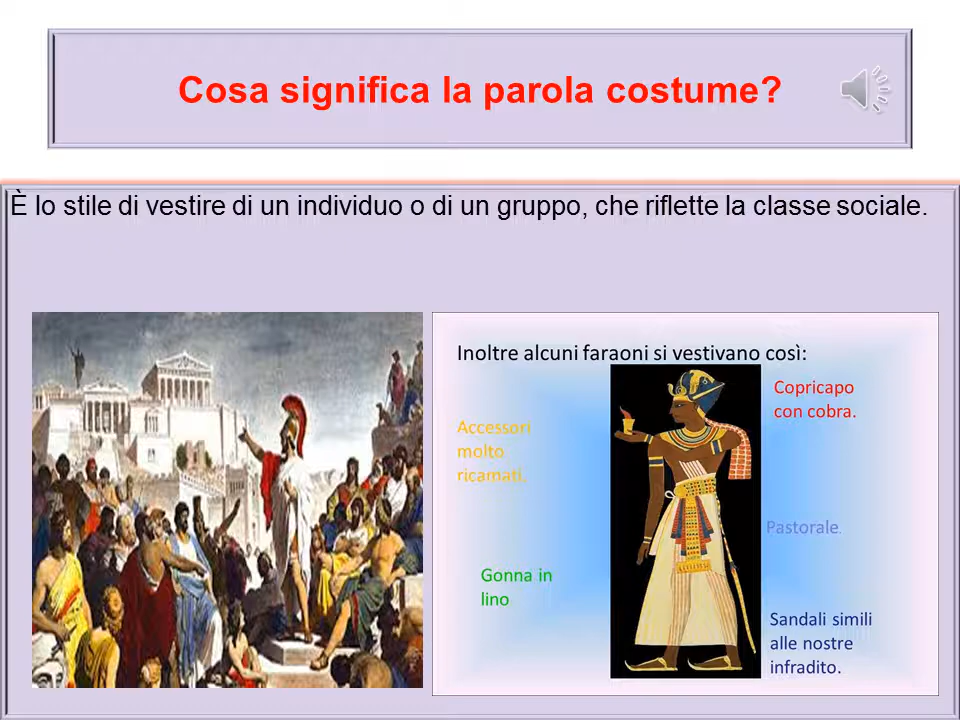 Cosa significa la parola costume?
È lo stile di vestire di un individuo o di un gruppo, che riflette la classe sociale.
Inoltre alcuni faraoni si vestivano così:
Copricapo
con cobra.
Accessori
molto
ricamati.
Pastorale.
Gonna in
lino
Sandali simili
alle nostre
infradito.